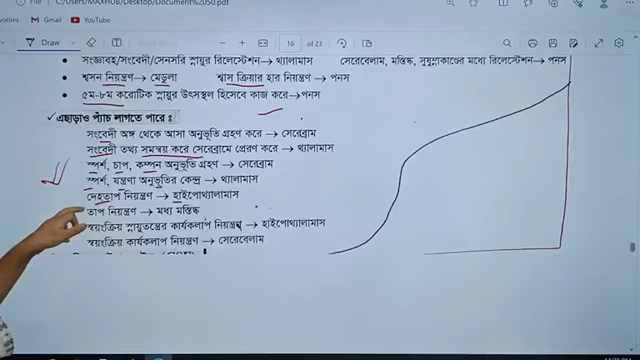 C:/Users/MAXHUB/Desktop/Document%2050.pdf
Gmail YouTube
Draw 16 of 23
সংজ্ঞাবহ/সংবেদী/সেনসরি স্নায়ুর রিলেস্টেশন→ থ্যালামাস সেরেবেলাম, মস্তিষ্ক, সুষুম্নাকাণ্ডের মধ্যে রিলেস্টেশন→ পনস
শ্বসন নিয়ন্ত্রণ→ মেডুলা শ্বাস ক্রিয়ার হার নিয়ন্ত্রণ → পনস
৫ম-৮ম করোটিক স্নায়ুর উৎসস্থল হিসেবে কাজ করে→পনস
✓এছাড়াও প্যাঁচ লাগতে পারে ঃ
সংবেদী অঙ্গ থেকে আসা অনুভূতি গ্রহণ করে → সেরেব্রাম
সংবেদী তথ্য সমন্বয় করে সেরেব্রামে প্রেরণ করে → থ্যালামাস
স্পর্শ, চাপ, কম্পন অনুভূতি গ্রহণ → সেরেব্রাম
স্পর্শ, যন্ত্রণা অনুভূতির কেন্দ্র → থ্যালামাস
দেহতাপ নিয়ন্ত্রণ → হাইপোথ্যালামাস
তাপ নিয়ন্ত্রণ → মধ্য মস্তিষ্ক
স্বয়ংক্রিয় স্নায়ুতন্ত্রের কার্যকলাপ নিয়ন্ত্রণ → হাইপোথ্যালামাস
স্বয়ংক্রিয় কার্যকলাপ নিয়ন্ত্রণ → সেরেবেলাম